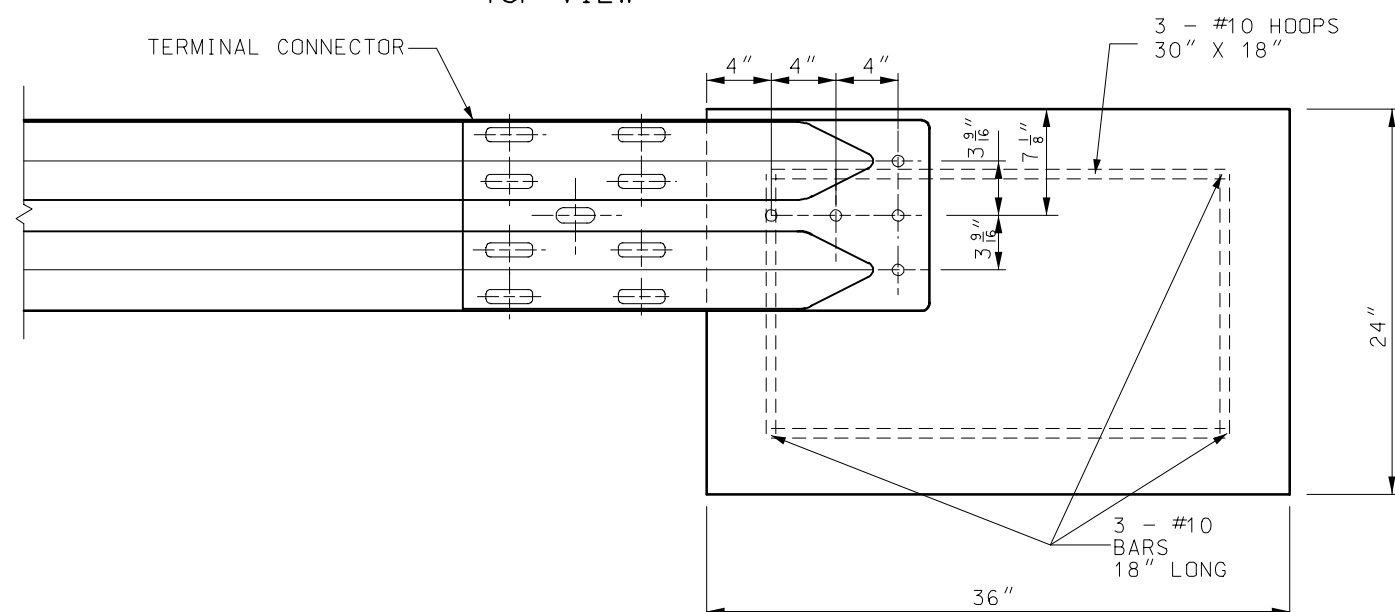 TOP VIEW
TERMINAL CONNECTOR
3 - #10 HOOPS
30" X 18"
4" 4" 4"
3 9/16"
7 1/8"
3 9/16"
24"
3 - #10
BARS
18" LONG
36"